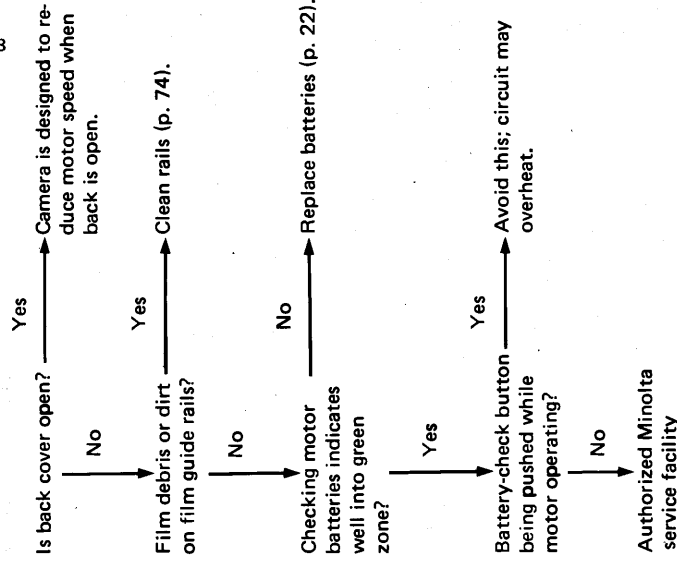 Is back cover open?
Yes
Camera is designed to re-
duce motor speed when
back is open.
No
Film debris or dirt
on film guide rails?
Yes
Clean rails (p. 74).
No
Checking motor
batteries indicates
well into green
zone?
No
Replace batteries (p. 22).
Yes
Battery-check button
being pushed while
motor operating?
Yes
Avoid this; circuit may
overheat.
No
Authorized Minolta
service facility